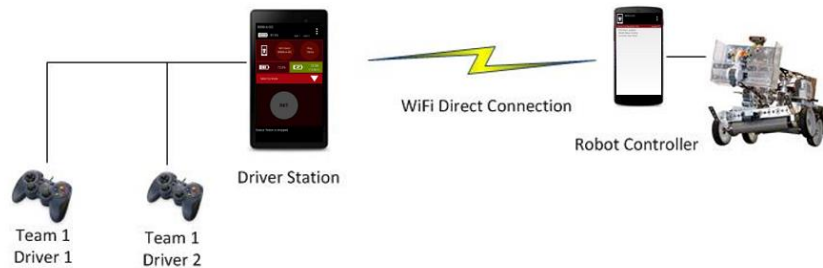 WiFi Direct Connection
Robot Controller
Driver Station
Team 1
Driver 1
Team 1
Driver 2